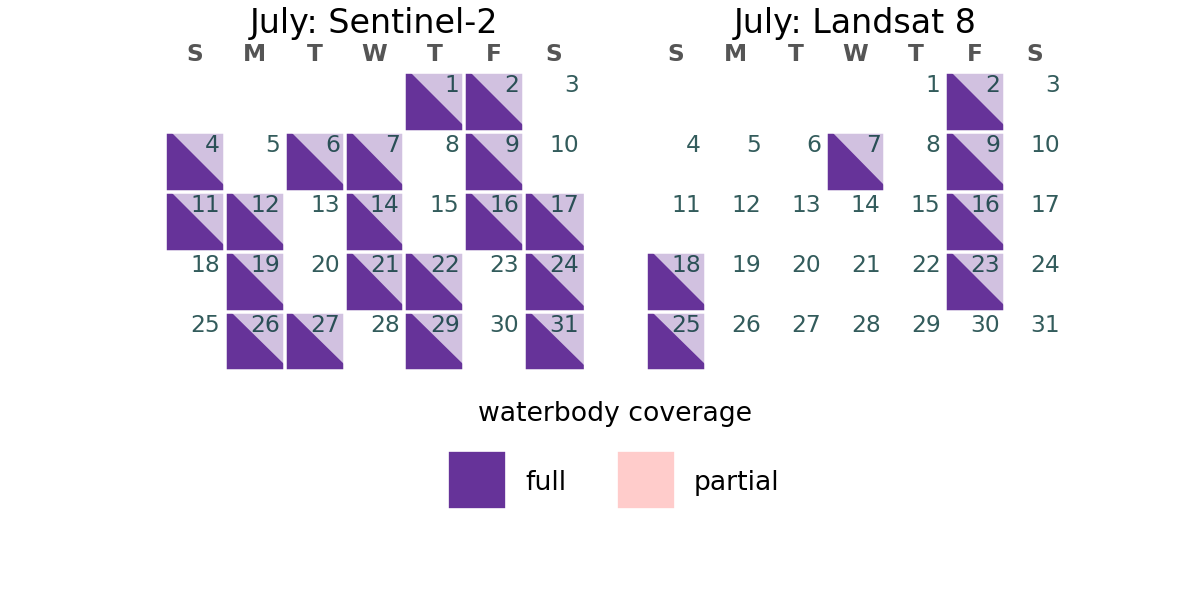 July: Sentinel-2
S M T W T F S
1 2 3
4 5 6 7 8 9 10
11 12 13 14 15 16 17
18 19 20 21 22 23 24
25 26 27 28 29 30 31
July: Landsat 8
S M T W T F S
1 2 3
4 5 6 7 8 9 10
11 12 13 14 15 16 17
18 19 20 21 22 23 24
25 26 27 28 29 30 31
waterbody coverage
full partial